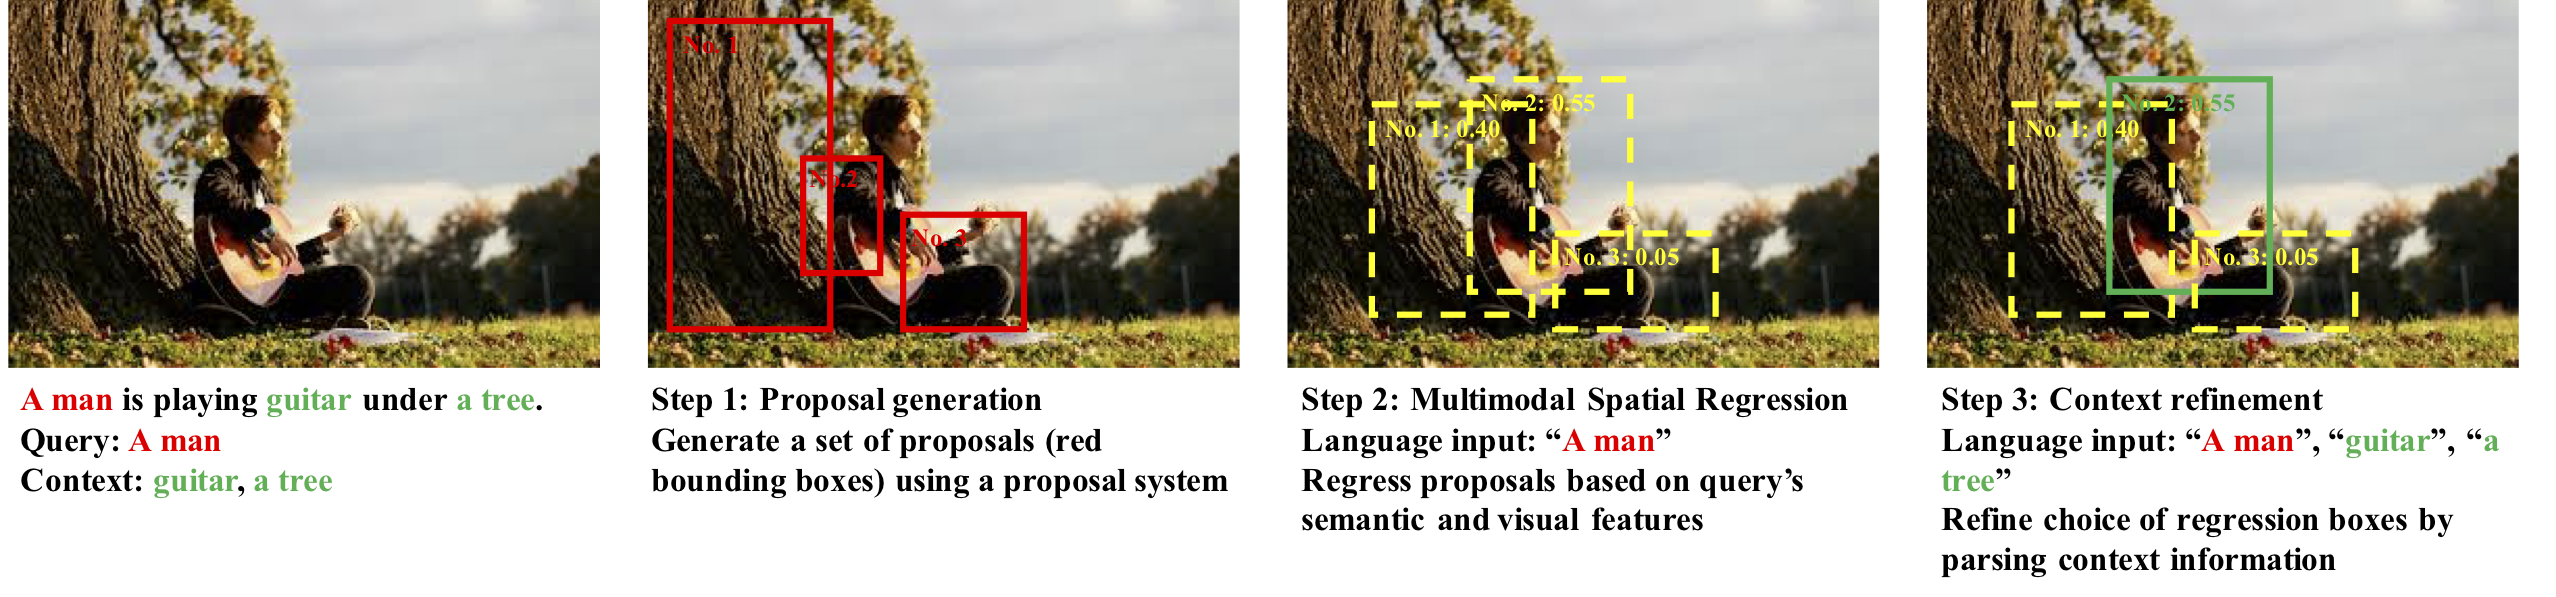 No. 1
No.2
No. 3
No. 2: 0.55
No. 1: 0.40
No. 3: 0.05
No. 2: 0.55
No. 1: 0.40
No. 3: 0.05
A man is playing guitar under a tree.
Query: A man
Context: guitar, a tree
Step 1: Proposal generation
Generate a set of proposals (red
bounding boxes) using a proposal system
Step 2: Multimodal Spatial Regression
Language input: “A man”
Regress proposals based on query’s
semantic and visual features
Step 3: Context refinement
Language input: “A man”, “guitar”, “a
tree”
Refine choice of regression boxes by
parsing context information